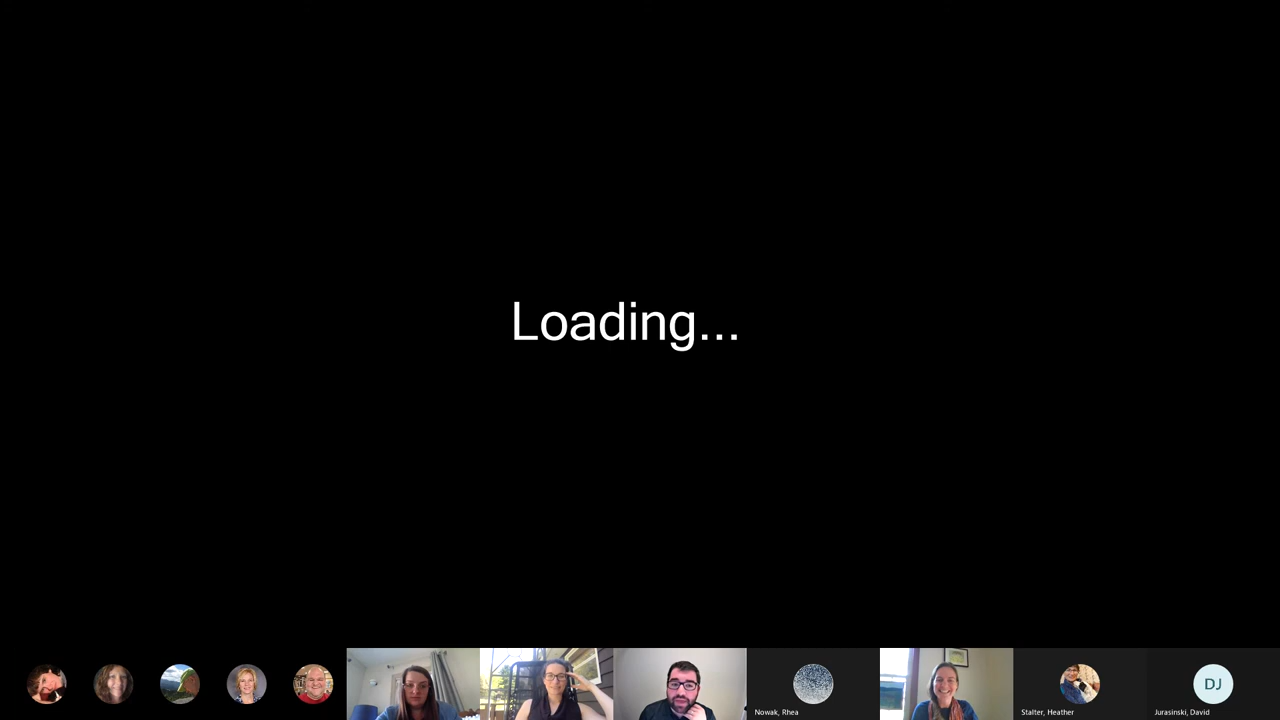 Loading...
Nowak, Rhea
Stalter, Heather
DJ
Jurasinski, David